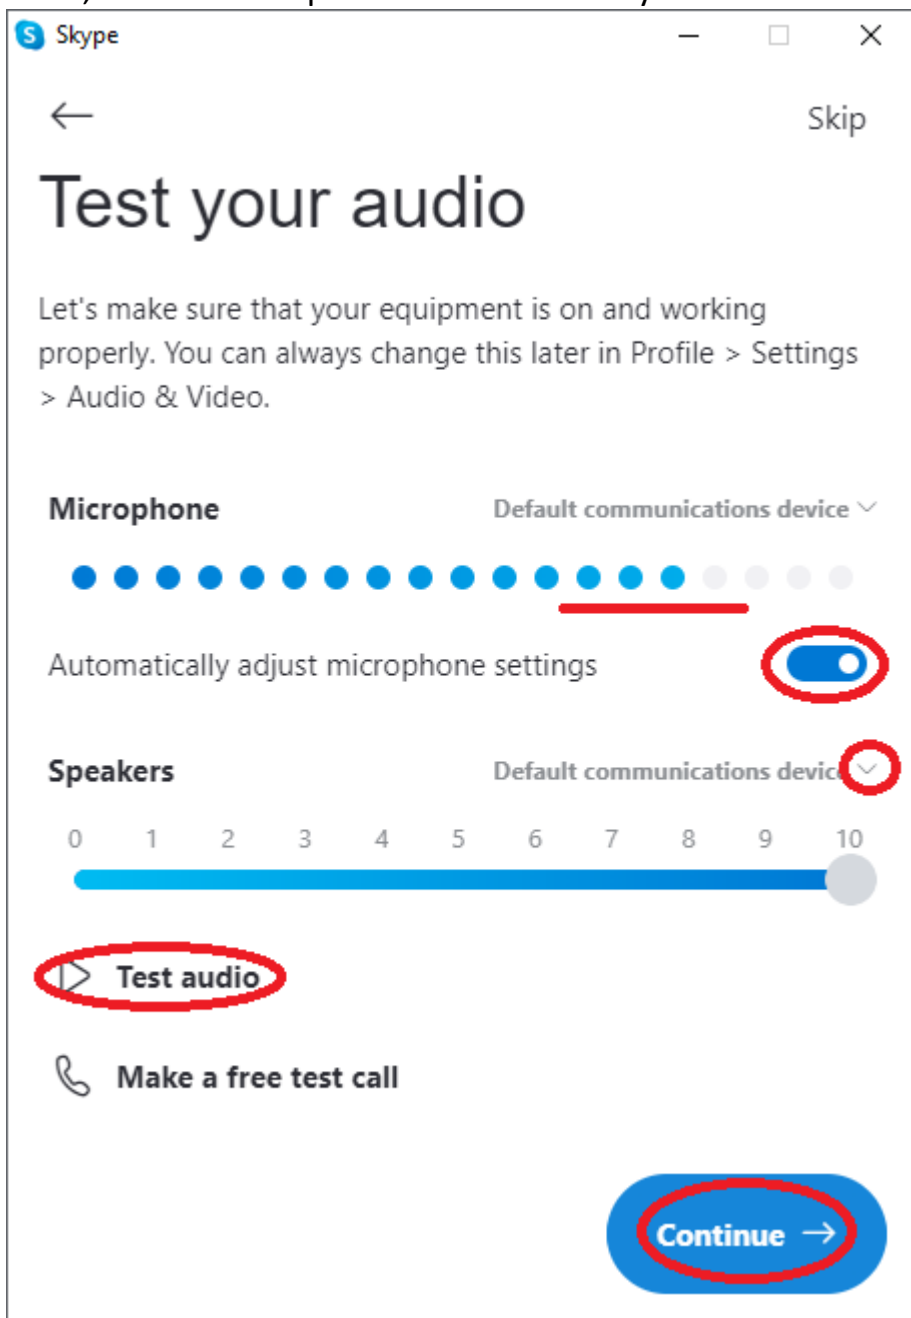 Skype
Skip
Test your audio
Let's make sure that your equipment is on and working
properly. You can always change this later in Profile > Settings
> Audio & Video.
Microphone Default communications device
Automatically adjust microphone settings
Speakers Default communications device
0 1 2 3 4 5 6 7 8 9 10
Test audio
Make a free test call
Continue →